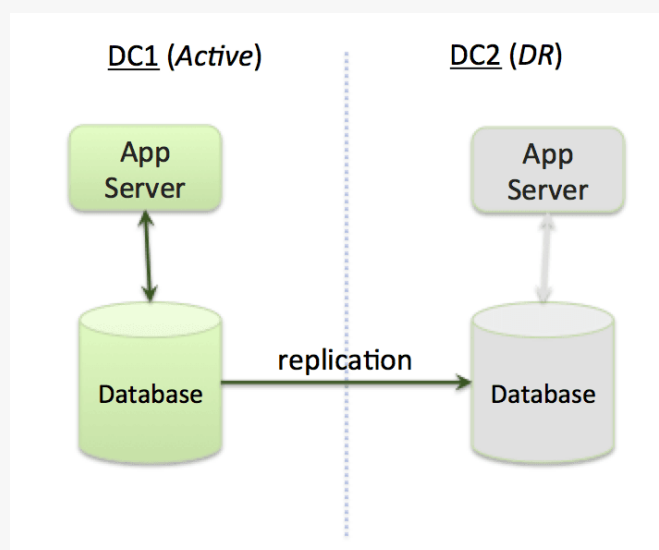 DC1 (Active)
DC2 (DR)
App
Server
App
Server
replication
Database
Database